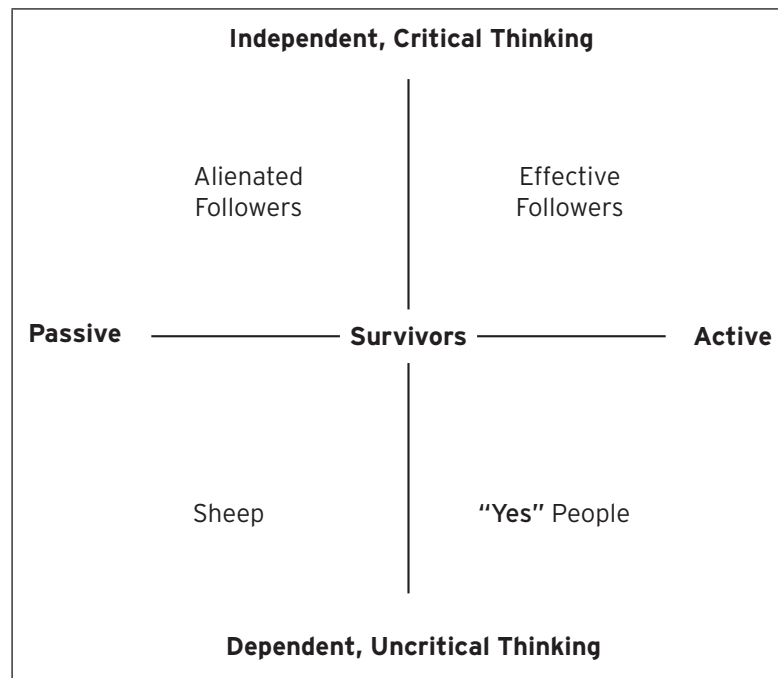 Independent, Critical Thinking
Alienated
Followers
Effective
Followers
Passive
Survivors
Active
Sheep
“Yes” People
Dependent, Uncritical Thinking